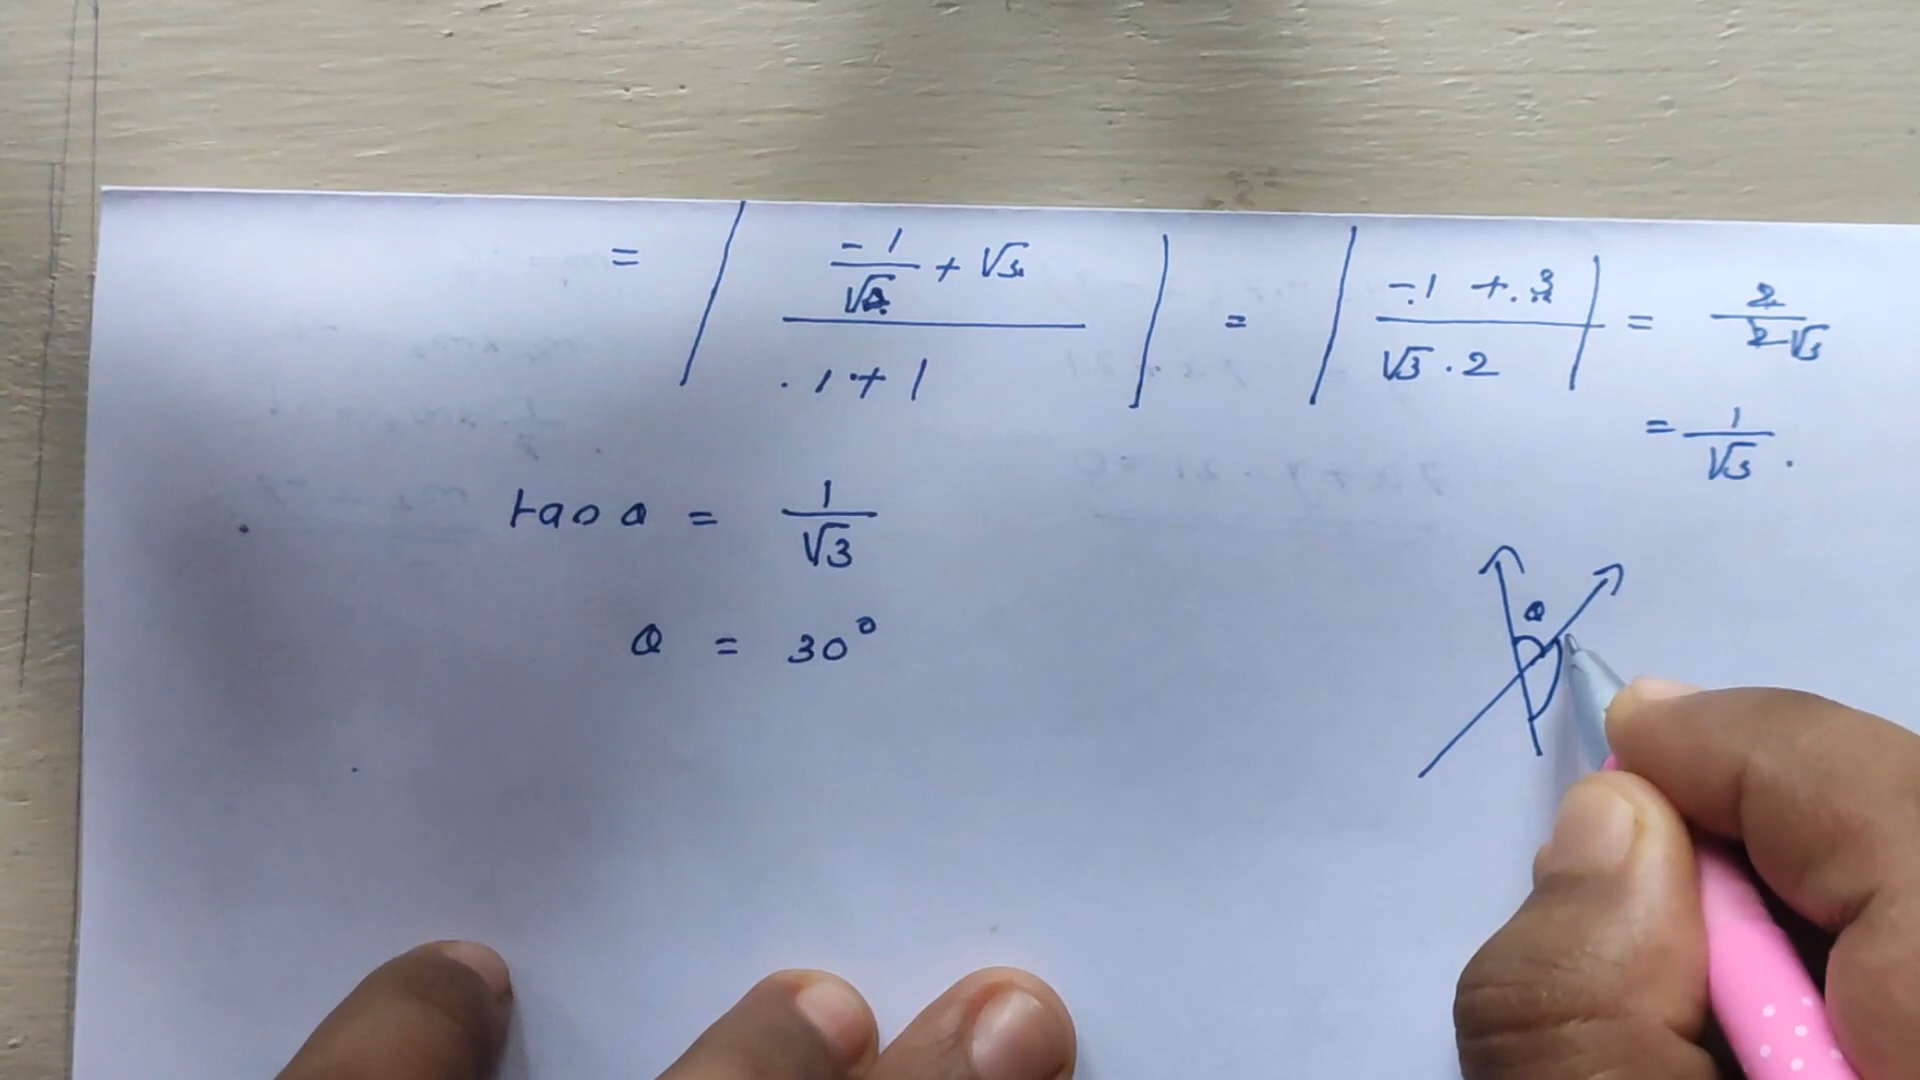 = | (-1/√3 + √3) / (1 + 1) | = | (-1 + 3) / (√3 . 2) | = 2 / 2√3
= 1/√3.
tan θ = 1/√3
θ = 30°
θ